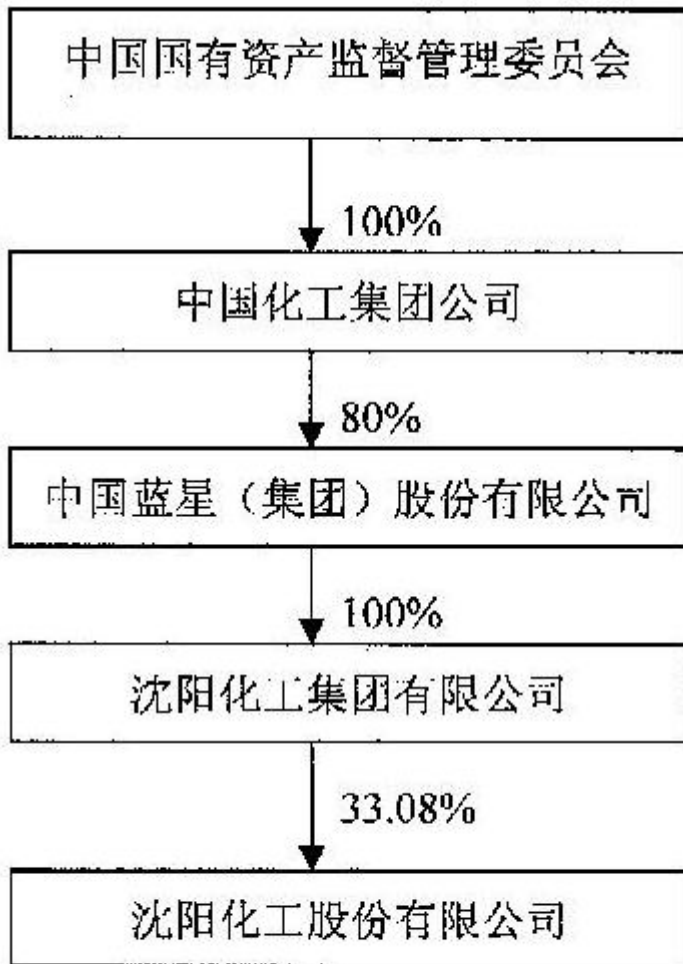 中国国有资产监督管理委员会
100%
中国化工集团公司
80%
中国蓝星（集团）股份有限公司
100%
沈阳化工集团有限公司
33.08%
沈阳化工股份有限公司